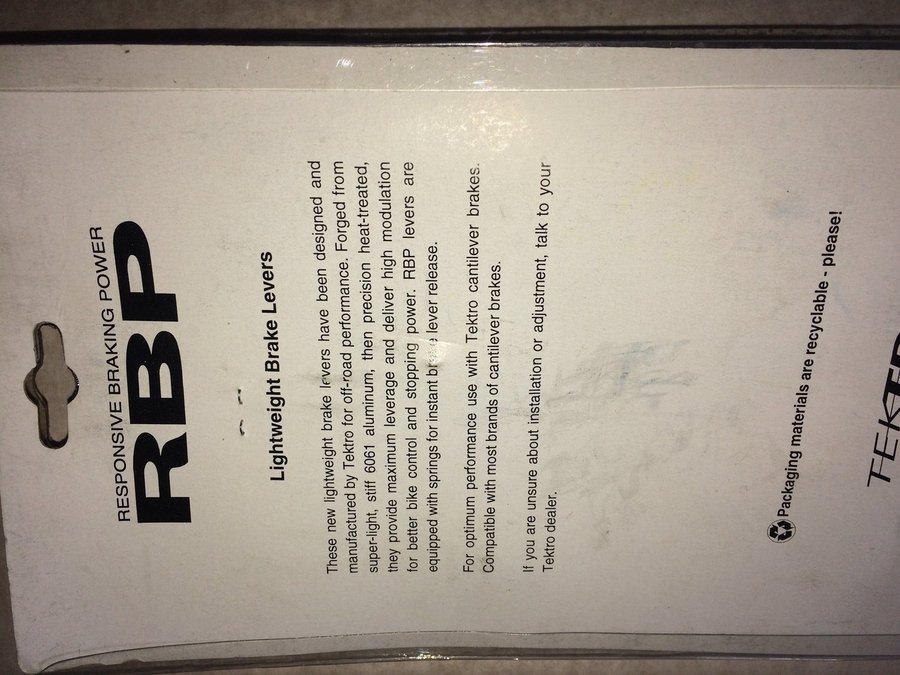 RESPONSIVE BRAKING POWER
RBP
Lightweight Brake Levers
These new lightweight brake levers have been designed and
manufactured by Tektro for off-road performance. Forged from
super-light, stiff 6061 aluminum, then precision heat-treated,
they provide maximum leverage and deliver high modulation
for better bike control and stopping power. RBP levers are
equipped with springs for instant brake lever release.
For optimum performance use with Tektro cantilever brakes.
Compatible with most brands of cantilever brakes.
If you are unsure about installation or adjustment, talk to your
Tektro dealer.
Packaging materials are recyclable - please!